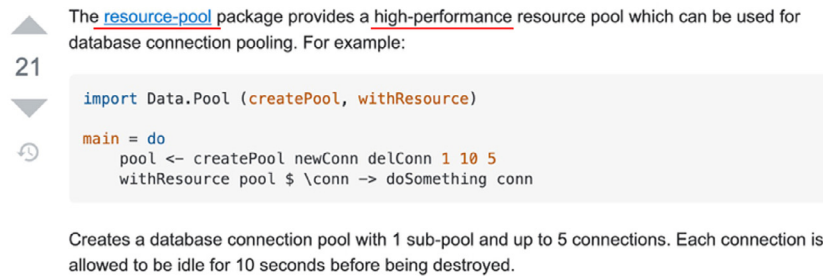 The resource-pool package provides a high-performance resource pool which can be used for
database connection pooling. For example:
21
import Data.Pool (createPool, withResource)
main = do
    pool <- createPool newConn delConn 1 10 5
    withResource pool $ \conn -> doSomething conn
Creates a database connection pool with 1 sub-pool and up to 5 connections. Each connection is
allowed to be idle for 10 seconds before being destroyed.